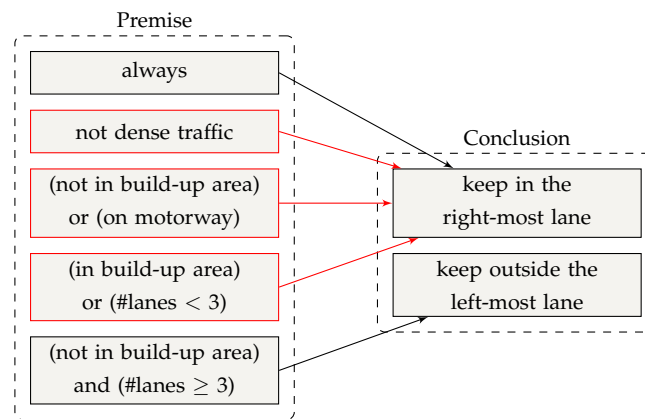 Premise
always
not dense traffic
(not in build-up area)
or (on motorway)
(in build-up area)
or (#lanes < 3)
(not in build-up area)
and (#lanes ≥ 3)
Conclusion
keep in the
right-most lane
keep outside the
left-most lane